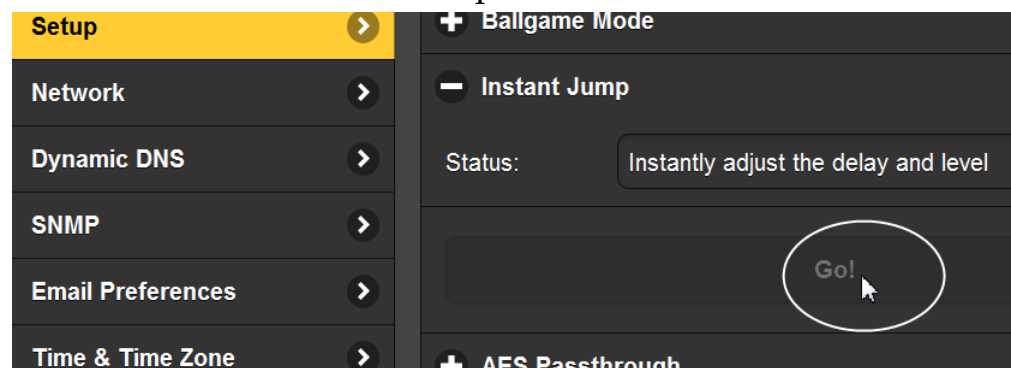 Setup
Network
Dynamic DNS
SNMP
Email Preferences
Time & Time Zone
Ballgame Mode
Instant Jump
Status: Instantly adjust the delay and level
Go!
AES Passthrough